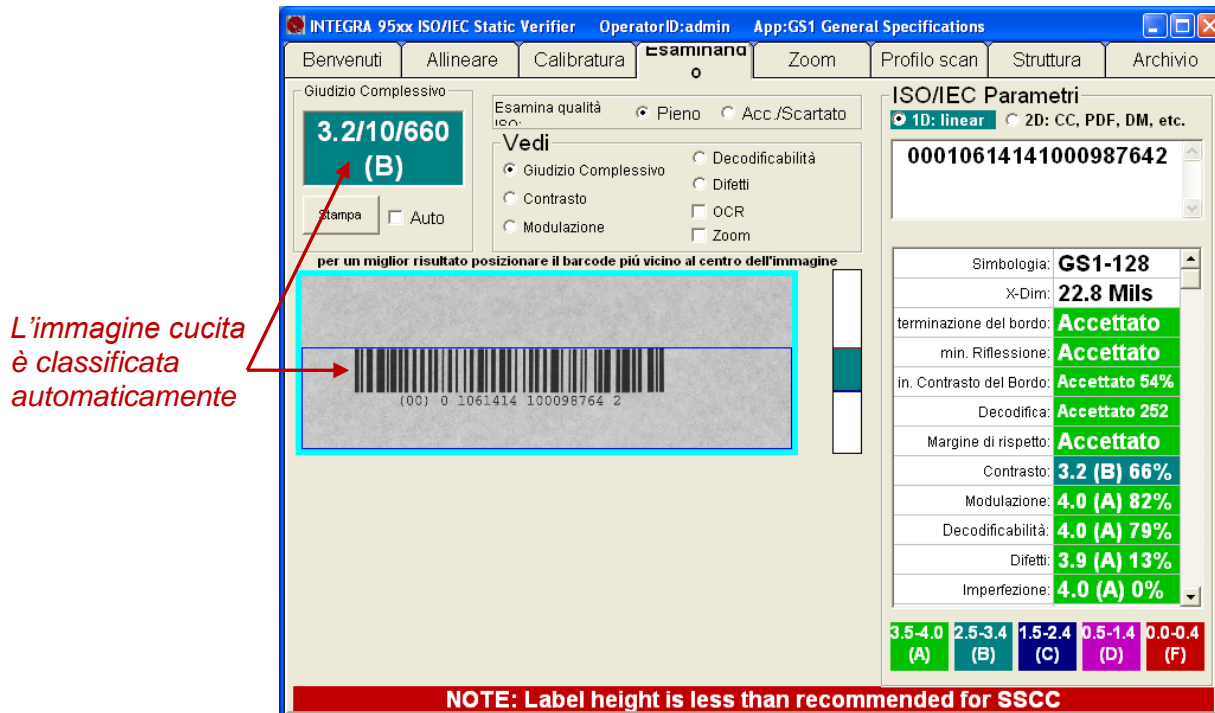 INTEGRA 95xx ISO/IEC Static Verifier OperatorID:admin App:GS1 General Specifications
Benvenuti Allineare Calibratura Esaminand
o
Zoom Profilo scan Struttura Archivio
Giudizio Complessivo
3.2/10/660
(B)
Stampa Auto
Esamina qualità
ISO:
Pieno Acc./Scartato
Vedi
Giudizio Complessivo
Contrasto
Modulazione
Decodificabilità
Difetti
OCR
Zoom
per un miglior risultato posizionare il barcode piú vicino al centro dell'immagine
(00) 0 1061414 100098764 2
L'immagine cucita
è classificata
automaticamente
ISO/IEC Parametri
1D: linear 2D: CC, PDF, DM, etc.
00010614141000987642
Simbologia: GS1-128
X-Dim: 22.8 Mils
terminazione del bordo: Accettato
min. Riflessione: Accettato
in. Contrasto del Bordo: Accettato 54%
Decodifica: Accettato 252
Margine di rispetto: Accettato
Contrasto: 3.2 (B) 66%
Modulazione: 4.0 (A) 82%
Decodificabilità: 4.0 (A) 79%
Difetti: 3.9 (A) 13%
Imperfezione: 4.0 (A) 0%
3.5-4.0 2.5-3.4 1.5-2.4 0.5-1.4 0.0-0.4
(A) (B) (C) (D) (F)
NOTE: Label height is less than recommended for SSCC